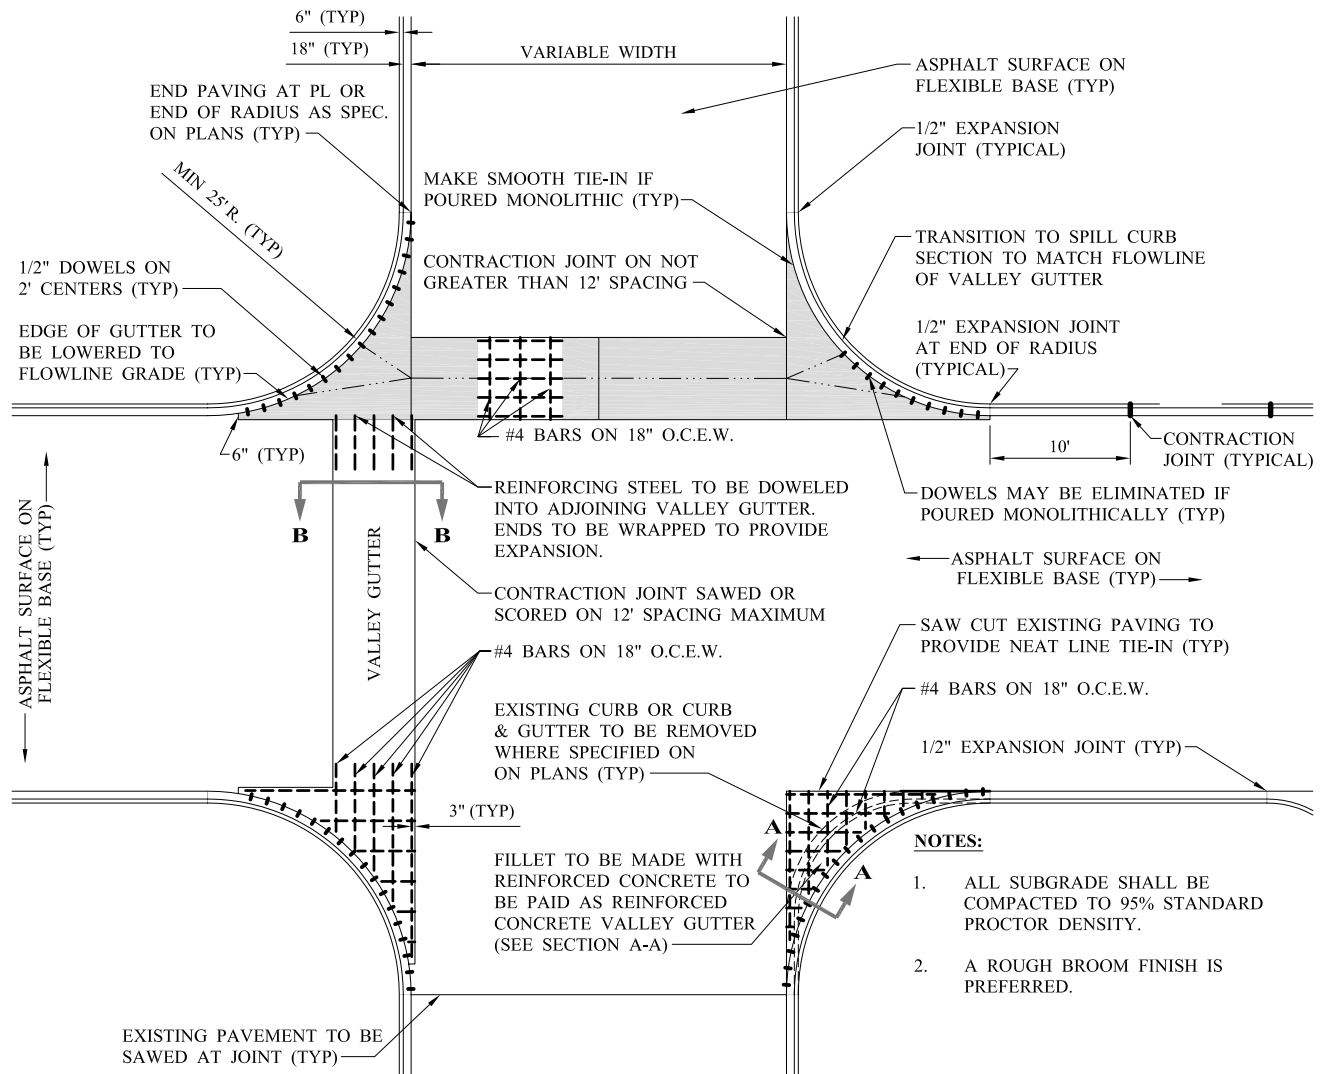 6" (TYP)
18" (TYP)
VARIABLE WIDTH
ASPHALT SURFACE ON
FLEXIBLE BASE (TYP)
END PAVING AT PL OR
END OF RADIUS AS SPEC.
ON PLANS (TYP)
1/2" EXPANSION
JOINT (TYPICAL)
MIN 25' R. (TYP)
MAKE SMOOTH TIE-IN IF
POURED MONOLITHIC (TYP)
TRANSITION TO SPILL CURB
SECTION TO MATCH FLOWLINE
OF VALLEY GUTTER
1/2" DOWELS ON
2' CENTERS (TYP)
CONTRACTION JOINT ON NOT
GREATER THAN 12' SPACING
EDGE OF GUTTER TO
BE LOWERED TO
FLOWLINE GRADE (TYP)
1/2" EXPANSION JOINT
AT END OF RADIUS
(TYPICAL)
6" (TYP)
#4 BARS ON 18" O.C.E.W.
10'
CONTRACTION
JOINT (TYPICAL)
REINFORCING STEEL TO BE DOWELED
INTO ADJOINING VALLEY GUTTER.
ENDS TO BE WRAPPED TO PROVIDE
EXPANSION.
DOWELS MAY BE ELIMINATED IF
POURED MONOLITHICALLY (TYP)
B
B
ASPHALT SURFACE ON
FLEXIBLE BASE (TYP)
VALLEY GUTTER
ASPHALT SURFACE ON
FLEXIBLE BASE (TYP)
CONTRACTION JOINT SAWED OR
SCORED ON 12' SPACING MAXIMUM
SAW CUT EXISTING PAVING TO
PROVIDE NEAT LINE TIE-IN (TYP)
#4 BARS ON 18" O.C.E.W.
#4 BARS ON 18" O.C.E.W.
EXISTING CURB OR CURB
& GUTTER TO BE REMOVED
WHERE SPECIFIED ON
ON PLANS (TYP)
1/2" EXPANSION JOINT (TYP)
3" (TYP)
A
A
FILLET TO BE MADE WITH
REINFORCED CONCRETE TO
BE PAID AS REINFORCED
CONCRETE VALLEY GUTTER
(SEE SECTION A-A)
NOTES:
1. ALL SUBGRADE SHALL BE
COMPACTED TO 95% STANDARD
PROCTOR DENSITY.
2. A ROUGH BROOM FINISH IS
PREFERRED.
EXISTING PAVEMENT TO BE
SAWED AT JOINT (TYP)